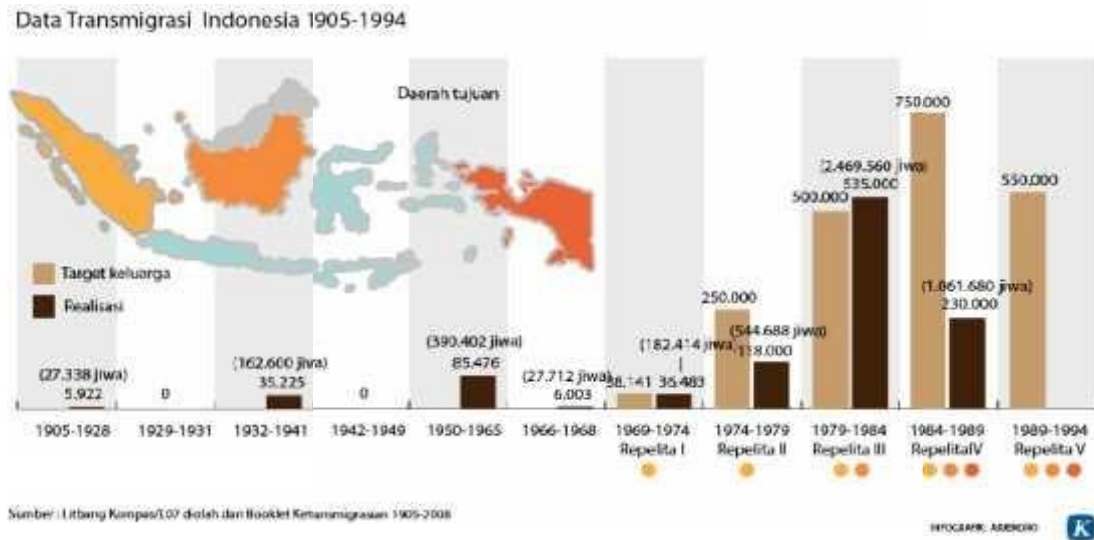 Data Transmigrasi Indonesia 1905-1994
Daerah tujuan
Target keluarga
Realisasi
(27.338 jiwa)
5.922
0
(162.600 jiwa)
35.225
0
(390.402 jiwa)
85.476
(27.712 jiwa)
6.003
(182.414 jiwa)
38.141
36.483
250.000
(544.688 jiwa)
118.000
500.000
(2.469.560 jiwa)
535.000
750.000
(1.061.680 jiwa)
230.000
550.000
1905-1928
1929-1931
1932-1941
1942-1949
1950-1965
1966-1968
1969-1974
Repelita I
1974-1979
Repelita II
1979-1984
Repelita III
1984-1989
RepelitaIV
1989-1994
Repelita V
Sumber : Litbang Kompas/L07 diolah dari Booklet Ketransmigrasian 1905-2008
INFOGRAFIK:
K